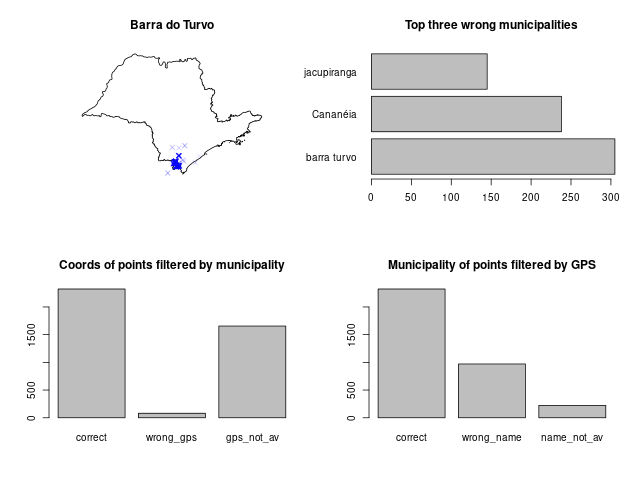 Barra do Turvo
Top three wrong municipalities
jacupiranga
Cananéia
barra turvo
0 50 100 150 200 250 300
Coords of points filtered by municipality
0 500 1500
correct wrong_gps gps_not_av
Municipality of points filtered by GPS
0 500 1500
correct wrong_name name_not_av